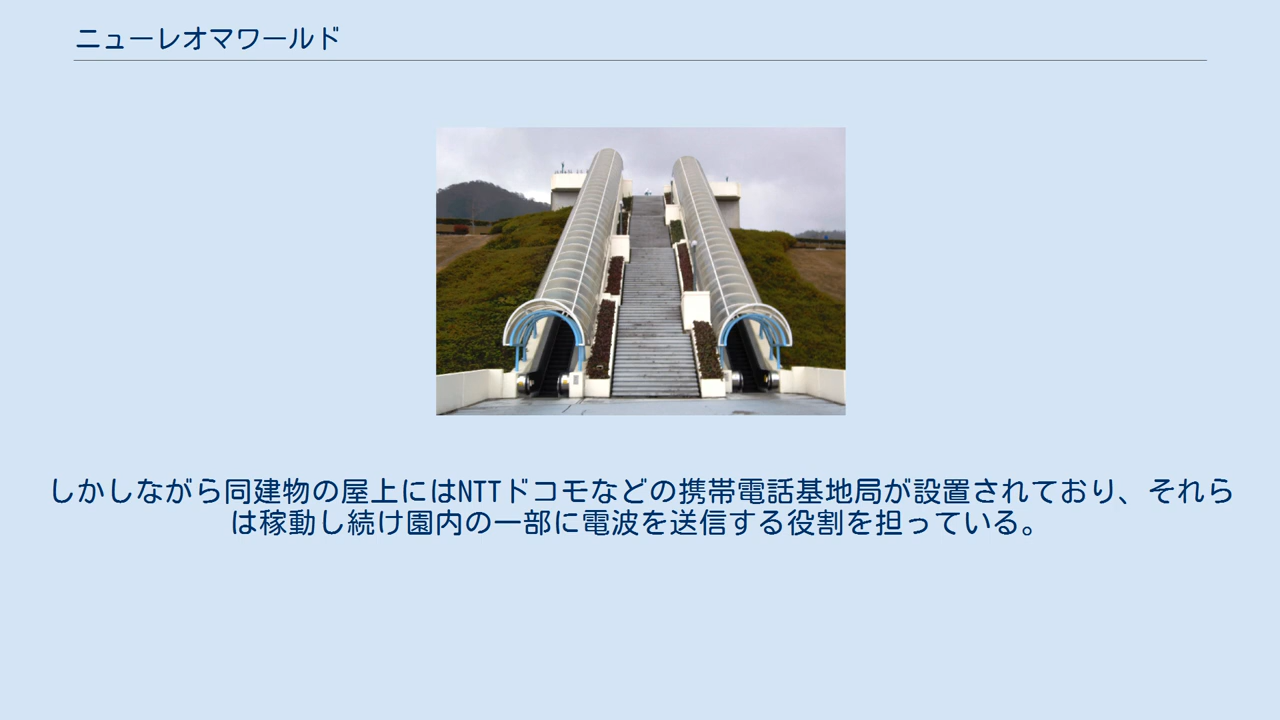 ニューレオマワールド
しかしながら同建物の屋上にはNTTドコモなどの携帯電話基地局が設置されており、それら
は稼動し続け園内の一部に電波を送信する役割を担っている。